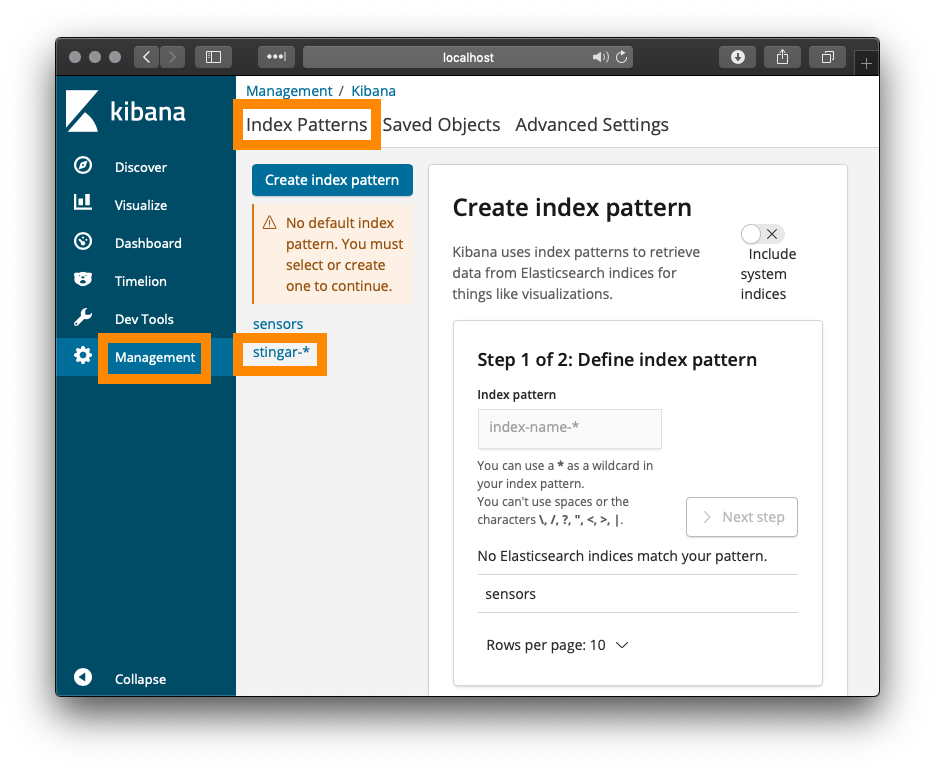 localhost
kibana
Discover
Visualize
Dashboard
Timelion
Dev Tools
Management
Collapse
Management / Kibana
Index Patterns Saved Objects Advanced Settings
Create index pattern
No default index
pattern. You must
select or create
one to continue.
sensors
stingar-*
Create index pattern
Kibana uses index patterns to retrieve
data from Elasticsearch indices for
things like visualizations.
Include
system
indices
Step 1 of 2: Define index pattern
Index pattern
index-name-*
You can use a * as a wildcard in
your index pattern.
You can't use spaces or the
characters \, /, ?, ", <, >, |.
Next step
No Elasticsearch indices match your pattern.
sensors
Rows per page: 10